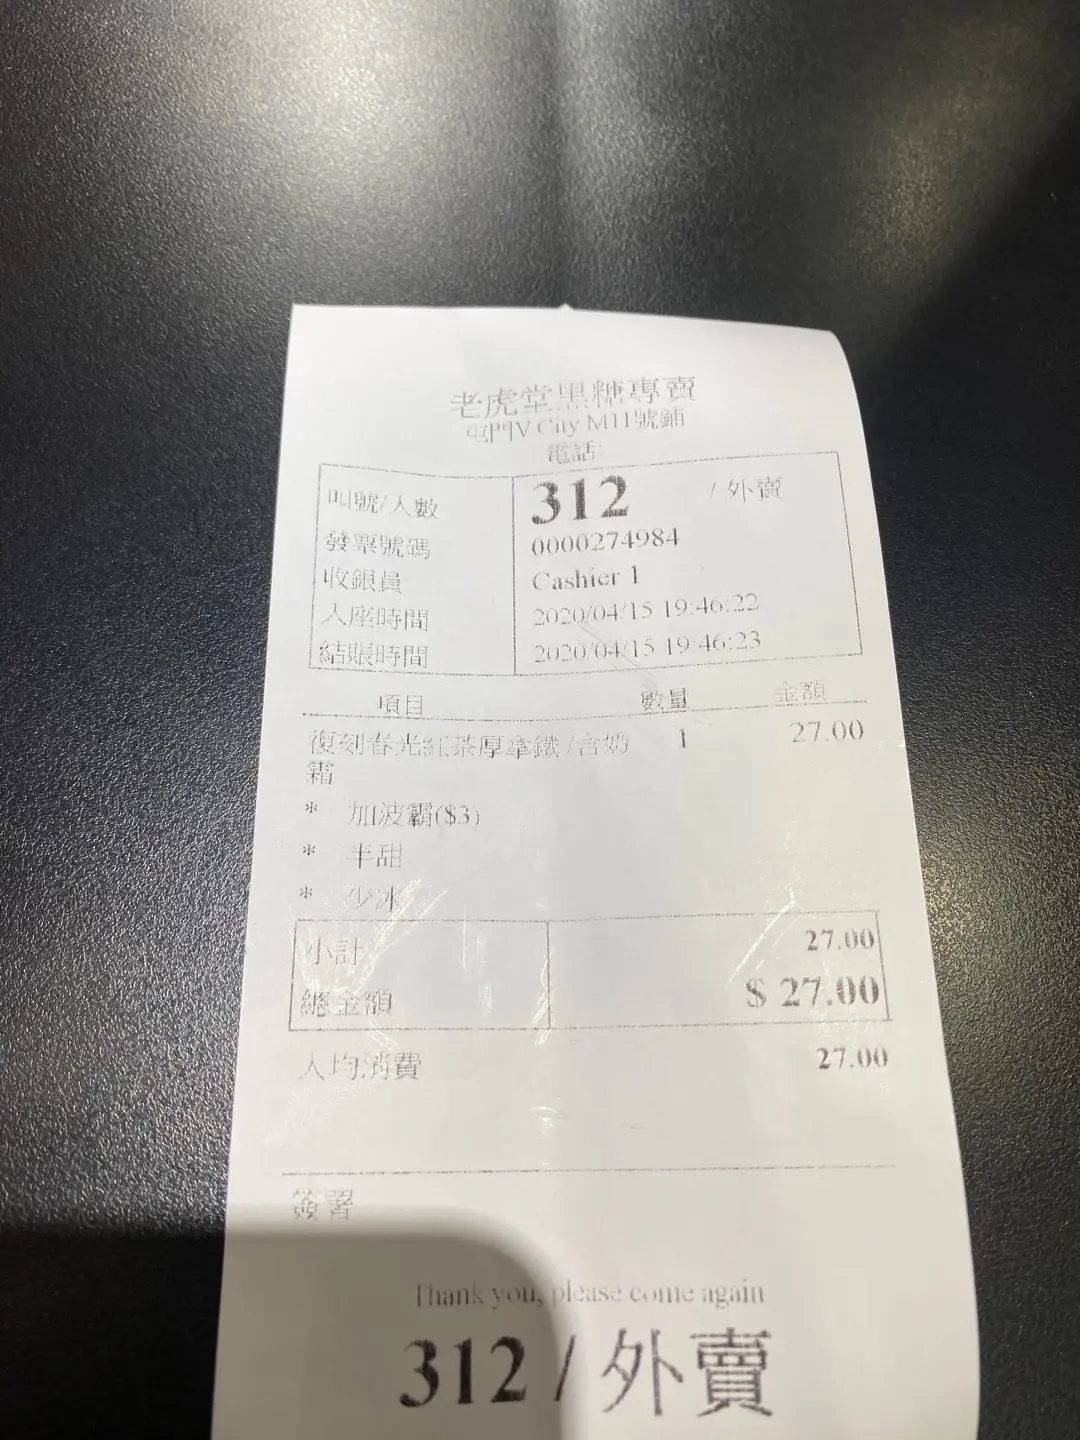 老虎堂黑糖專賣
屯門V City M11號鋪
電話:
叫號/人數 312 / 外賣
發票號碼 0000274984
收銀員 Cashier 1
入座時間 2020/04/15 19:46:22
結賬時間 2020/04/15 19:46:23
項目 數量 金額
復刻春光紅茶厚拿鐵 /含奶 1 27.00
霜
* 加波霸($3)
* 半甜
* 少冰
小計 27.00
總金額 $ 27.00
人均消費 27.00
簽署
Thank you, please come again
312 / 外賣